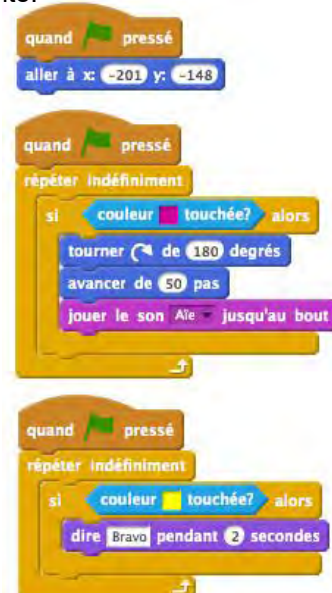 quand pressé
aller à x: -201 y: -148
quand pressé
répéter indéfiniment
si couleur touchée? alors
tourner de 180 degrés
avancer de 50 pas
jouer le son Aïe jusqu'au bout
quand pressé
répéter indéfiniment
si couleur touchée? alors
dire Bravo pendant 2 secondes